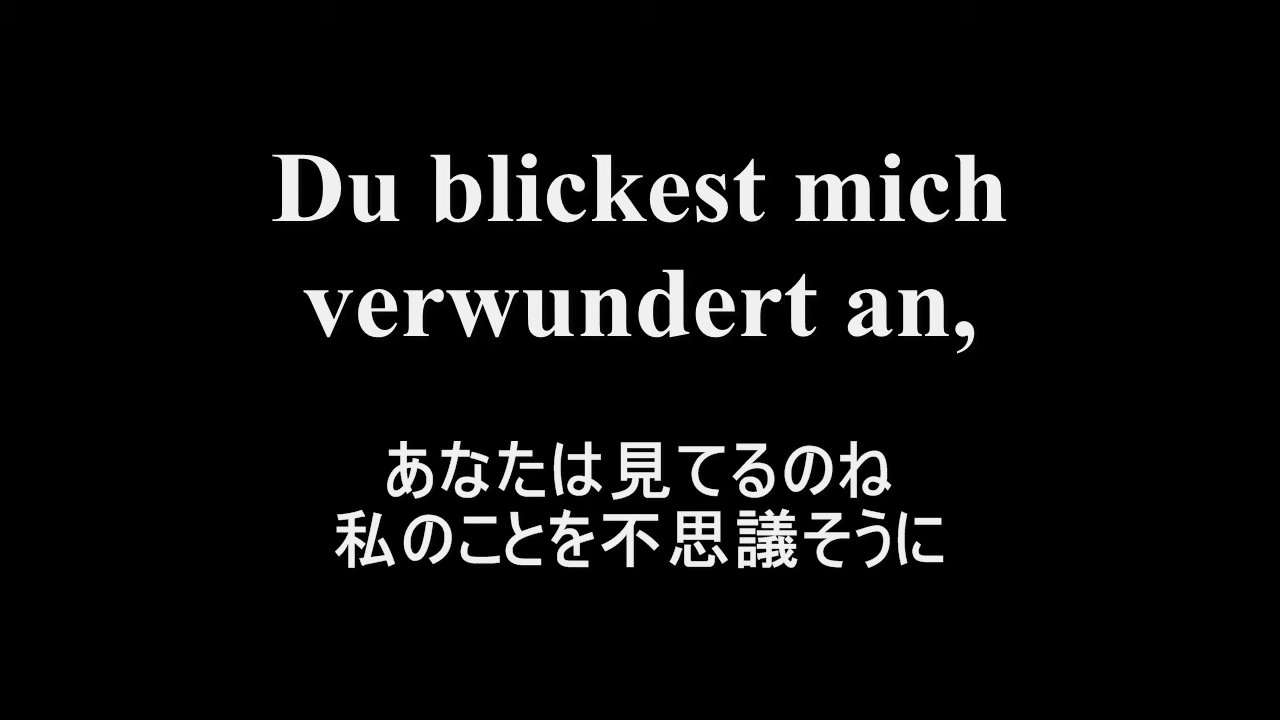 Du blickest mich
verwundert an,
あなたは見てるのね
私のことを不思議そうに